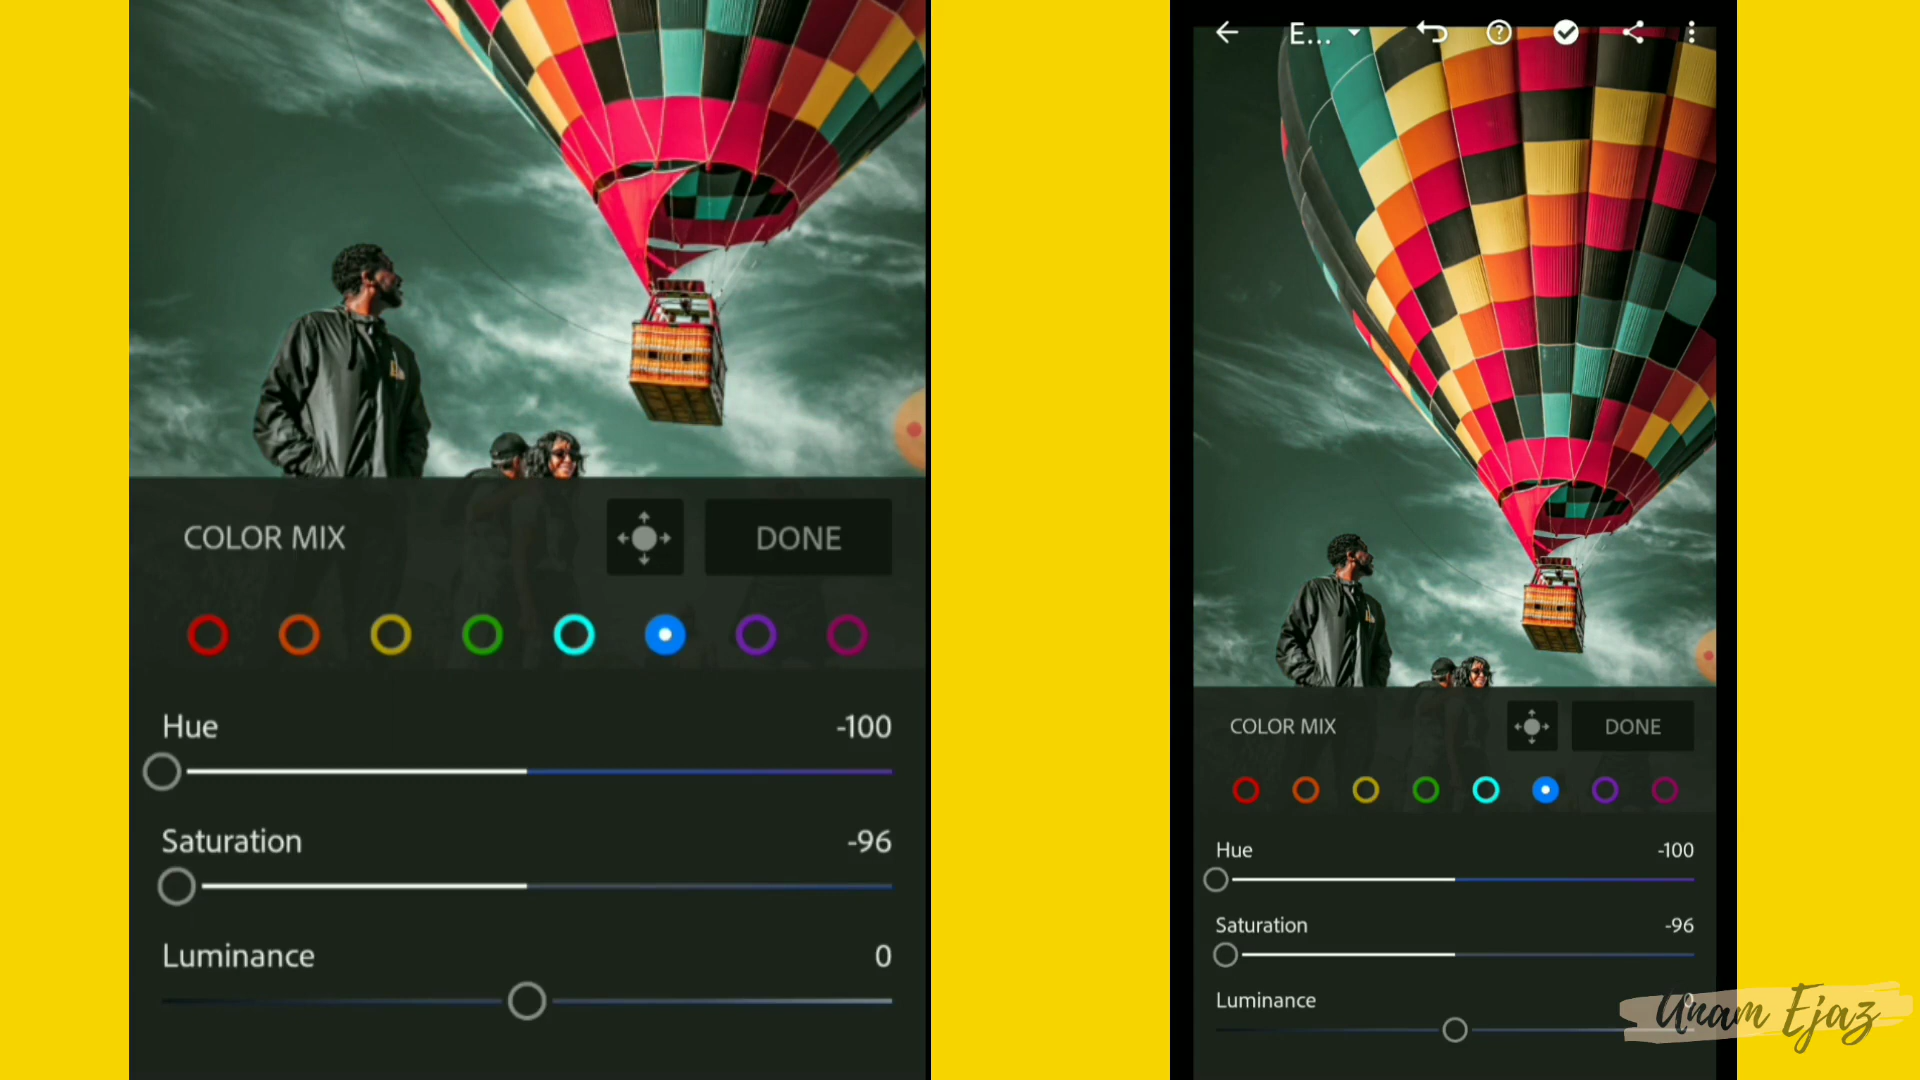 COLOR MIX
DONE
Hue
-100
Saturation
-96
Luminance
0
E...
COLOR MIX
DONE
Hue
-100
Saturation
-96
Luminance
0
Unam Ejaz